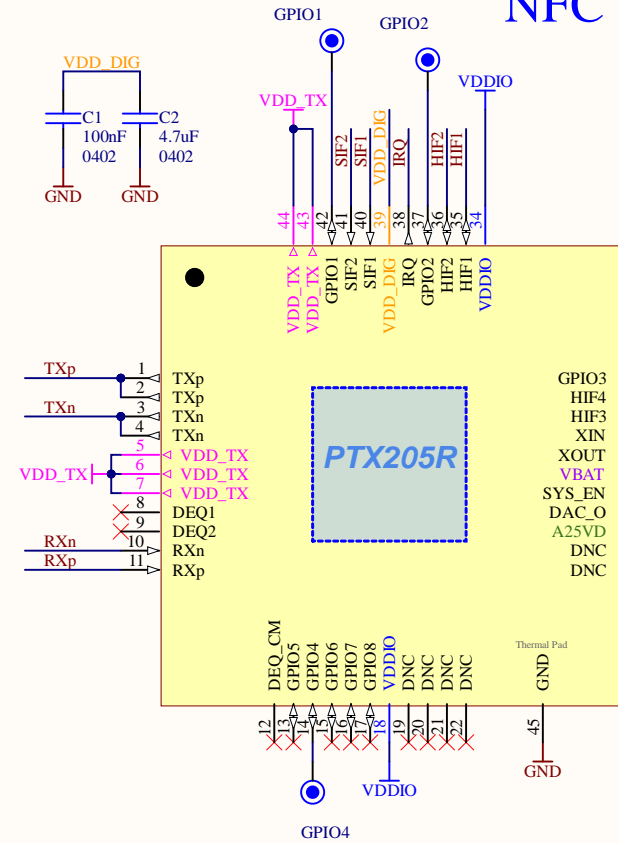 NFC
GPIO1
GPIO2
VDD_DIG
C1
100nF
0402
C2
4.7uF
0402
GND
GND
VDD_TX
VDDIO
SIF2
SIF1
VDD_DIG
IRQ
HIF2
HIF1
44
43
42
41
40
39
38
37
36
35
34
VDD_TX
VDD_TX
GPIO1
SIF2
SIF1
VDD_DIG
IRQ
GPIO2
HIF2
HIF1
VDDIO
TXp
1
TXp
2
TXp
TXn
3
TXn
4
TXn
5
VDD_TX
VDD_TX
6
VDD_TX
7
VDD_TX
8
DEQ1
9
DEQ2
RXn
10
RXn
RXp
11
RXp
PTX205R
GPIO3
HIF4
HIF3
XIN
XOUT
VBAT
SYS_EN
DAC_O
A25VD
DNC
DNC
DEQ_CM
GPIO5
GPIO4
GPIO6
GPIO7
GPIO8
VDDIO
DNC
DNC
DNC
DNC
Thermal Pad
GND
12
13
14
15
16
17
18
19
20
21
22
45
VDDIO
GND
GPIO4